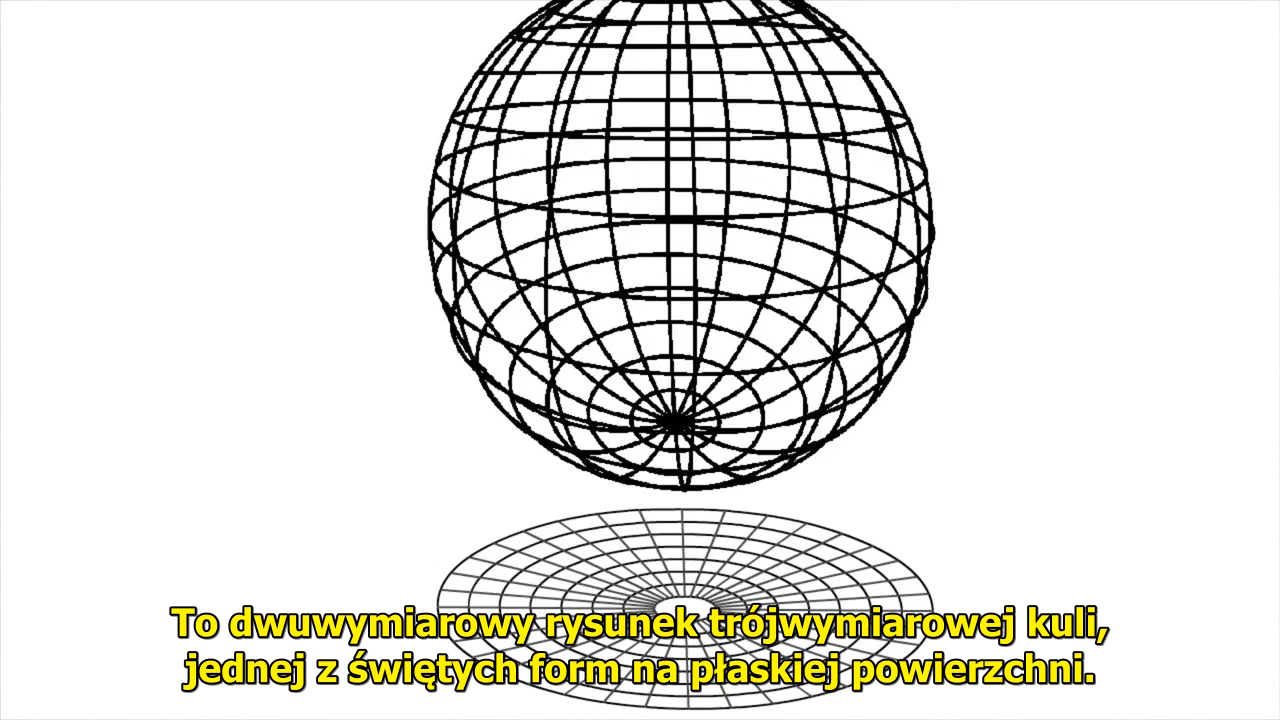 To dwuwymiarowy rysunek trójwymiarowej kuli,
jednej z świętych form na płaskiej powierzchni.